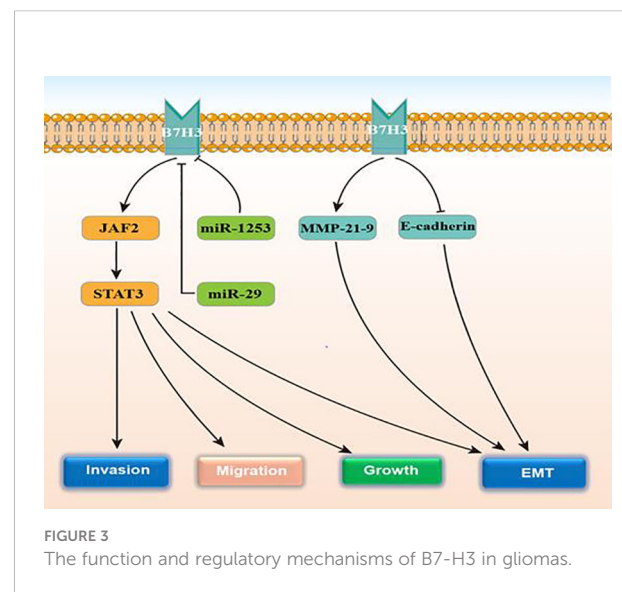 B7H3
B7H3
JAF2
miR-1253
MMP-21-9
E-cadherin
STAT3
miR-29
Invasion
Migration
Growth
EMT
FIGURE 3
The function and regulatory mechanisms of B7-H3 in gliomas.